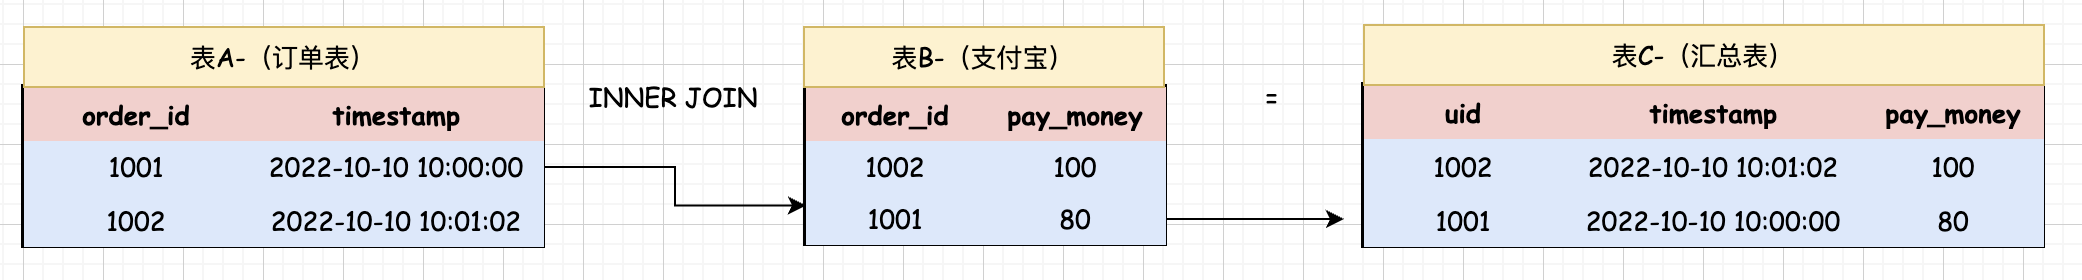 表A-（订单表）
order_id timestamp
1001 2022-10-10 10:00:00
1002 2022-10-10 10:01:02
INNER JOIN
表B-（支付宝）
order_id pay_money
1002 100
1001 80
=
表C-（汇总表）
uid timestamp pay_money
1002 2022-10-10 10:01:02 100
1001 2022-10-10 10:00:00 80